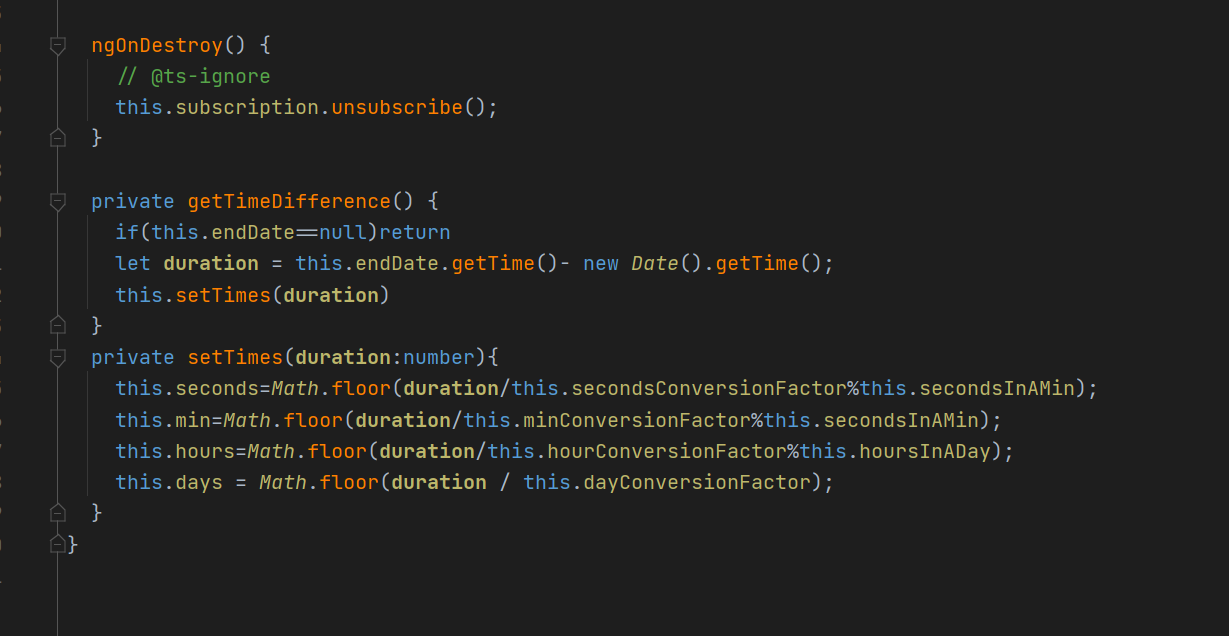 ngOnDestroy() {
// @ts-ignore
this.subscription.unsubscribe();
}
private getTimeDifference() {
if(this.endDate==null)return
let duration = this.endDate.getTime()- new Date().getTime();
this.setTimes(duration)
}
private setTimes(duration:number){
this.seconds=Math.floor(duration/this.secondsConversionFactor%this.secondsInAMin);
this.min=Math.floor(duration/this.minConversionFactor%this.secondsInAMin);
this.hours=Math.floor(duration/this.hourConversionFactor%this.hoursInADay);
this.days = Math.floor(duration / this.dayConversionFactor);
}
}